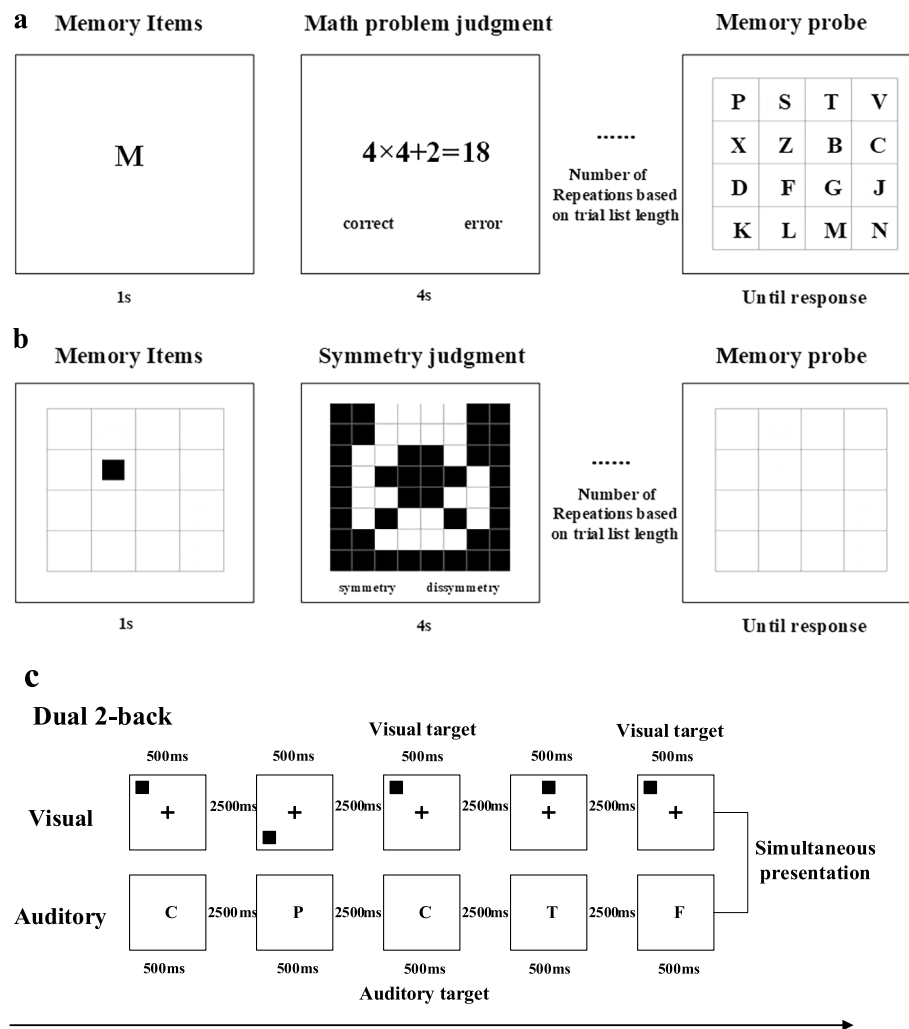 a
Memory Items
Math problem judgment
Memory probe
M
4×4+2=18
correct
error
......
Number of
Repeations based
on trial list length
P S T V
X Z B C
D F G J
K L M N
1s
4s
Until response
b
Memory Items
Symmetry judgment
Memory probe
symmetry
dissymmetry
......
Number of
Repeations based
on trial list length
1s
4s
Until response
c
Dual 2-back
Visual target
Visual target
500ms
500ms
500ms
500ms
500ms
Visual
2500ms
2500ms
2500ms
2500ms
Simultaneous
presentation
Auditory
C
2500ms
P
2500ms
C
2500ms
T
2500ms
F
500ms
500ms
500ms
500ms
500ms
Auditory target